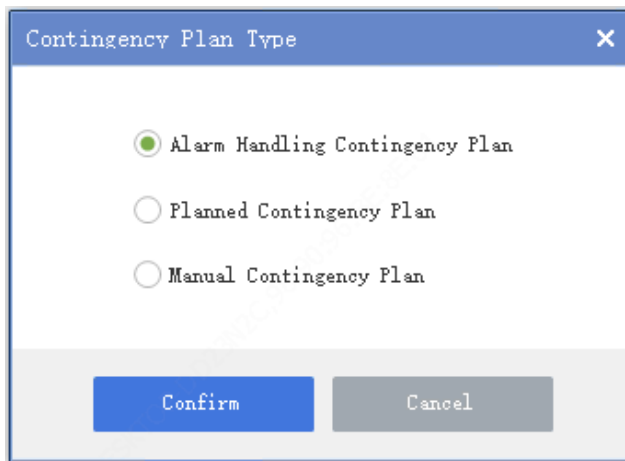 Contingency Plan Type
Alarm Handling Contingency Plan
Planned Contingency Plan
Manual Contingency Plan
Confirm
Cancel